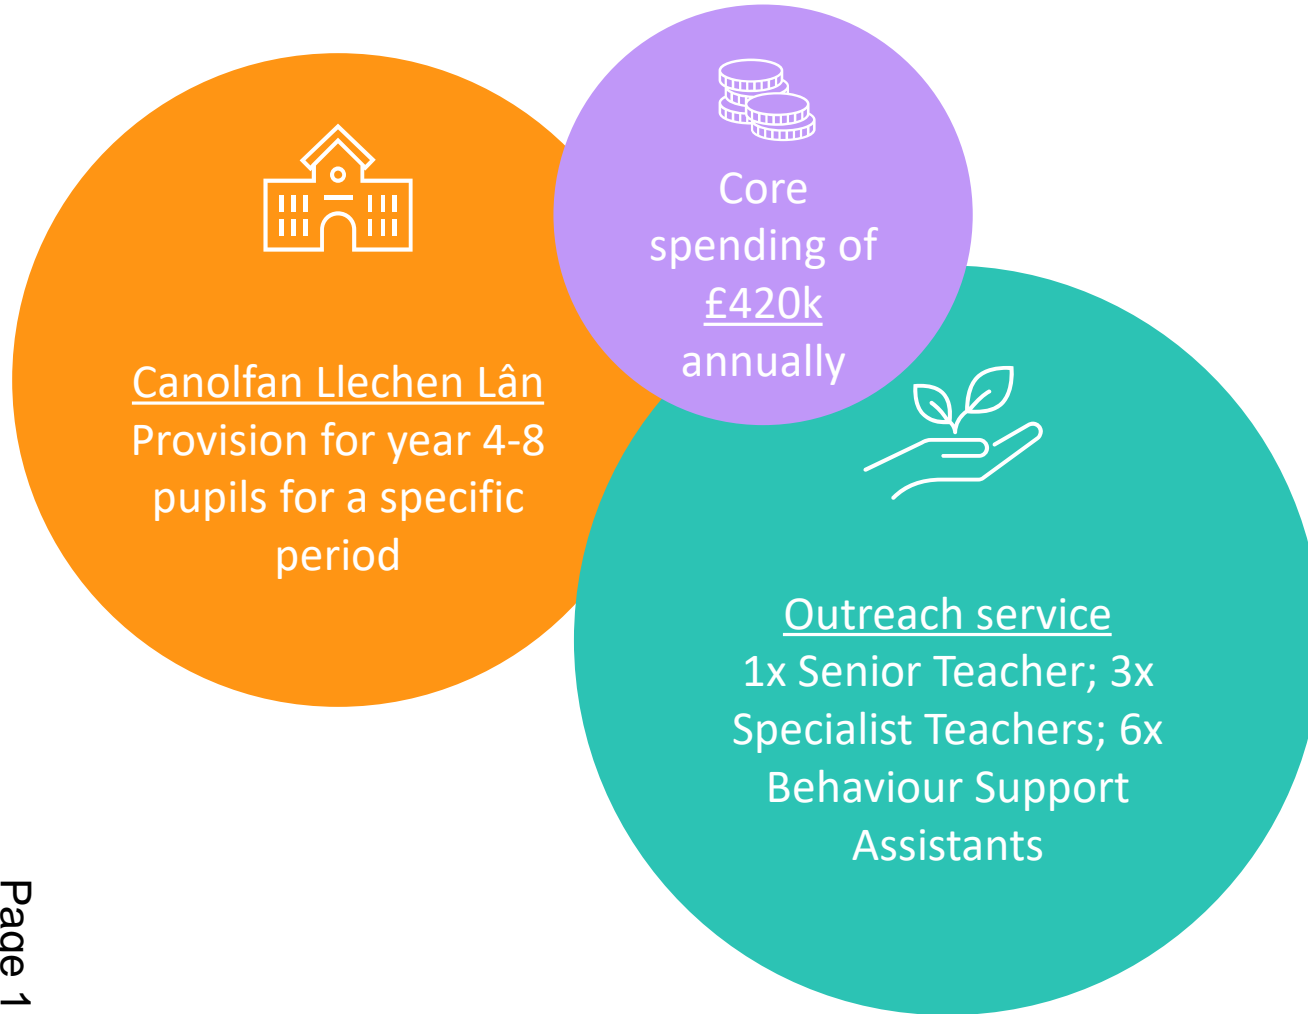 Core
spending of
£420k
annually
Canolfan Llechen Lân
Provision for year 4-8
pupils for a specific
period
Outreach service
1x Senior Teacher; 3x
Specialist Teachers; 6x
Behaviour Support
Assistants
Page 1